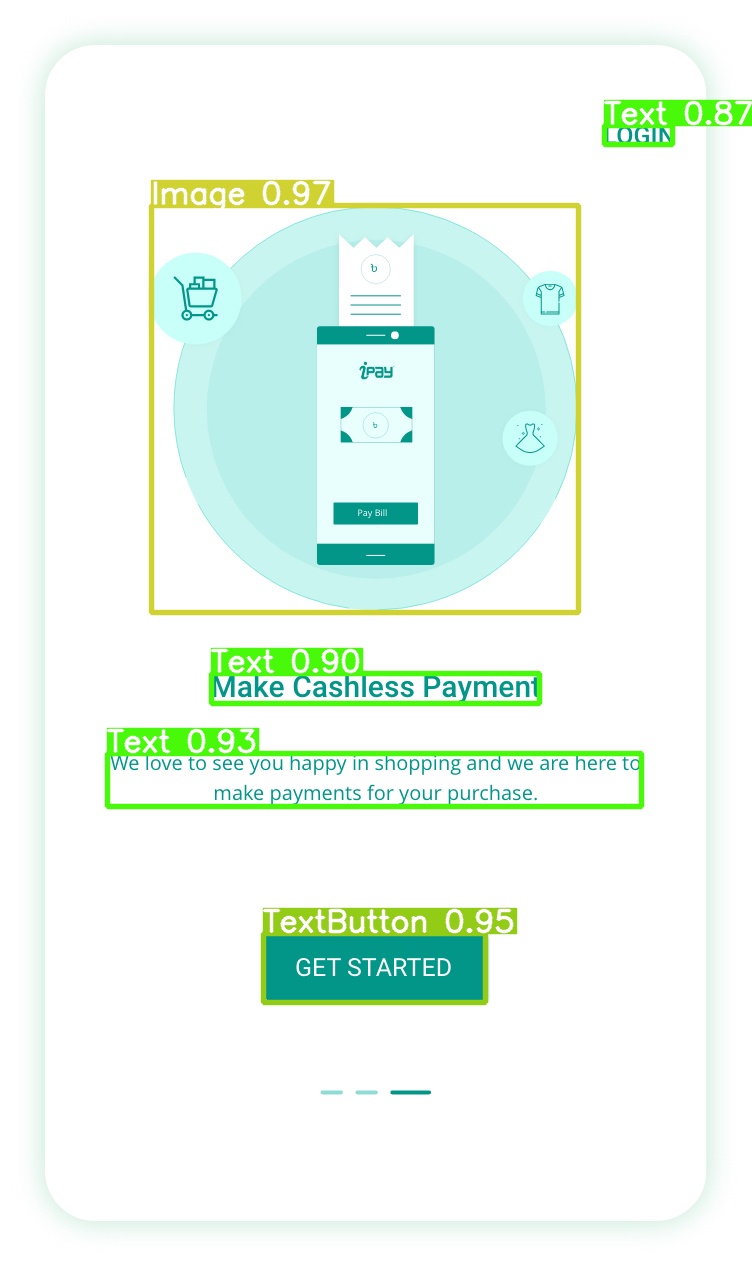 Text 0.87
LOGIN
Image 0.97
৳
iPay
৳
Pay Bill
Text 0.90
Make Cashless Payment
Text 0.93
We love to see you happy in shopping and we are here to
make payments for your purchase.
TextButton 0.95
GET STARTED